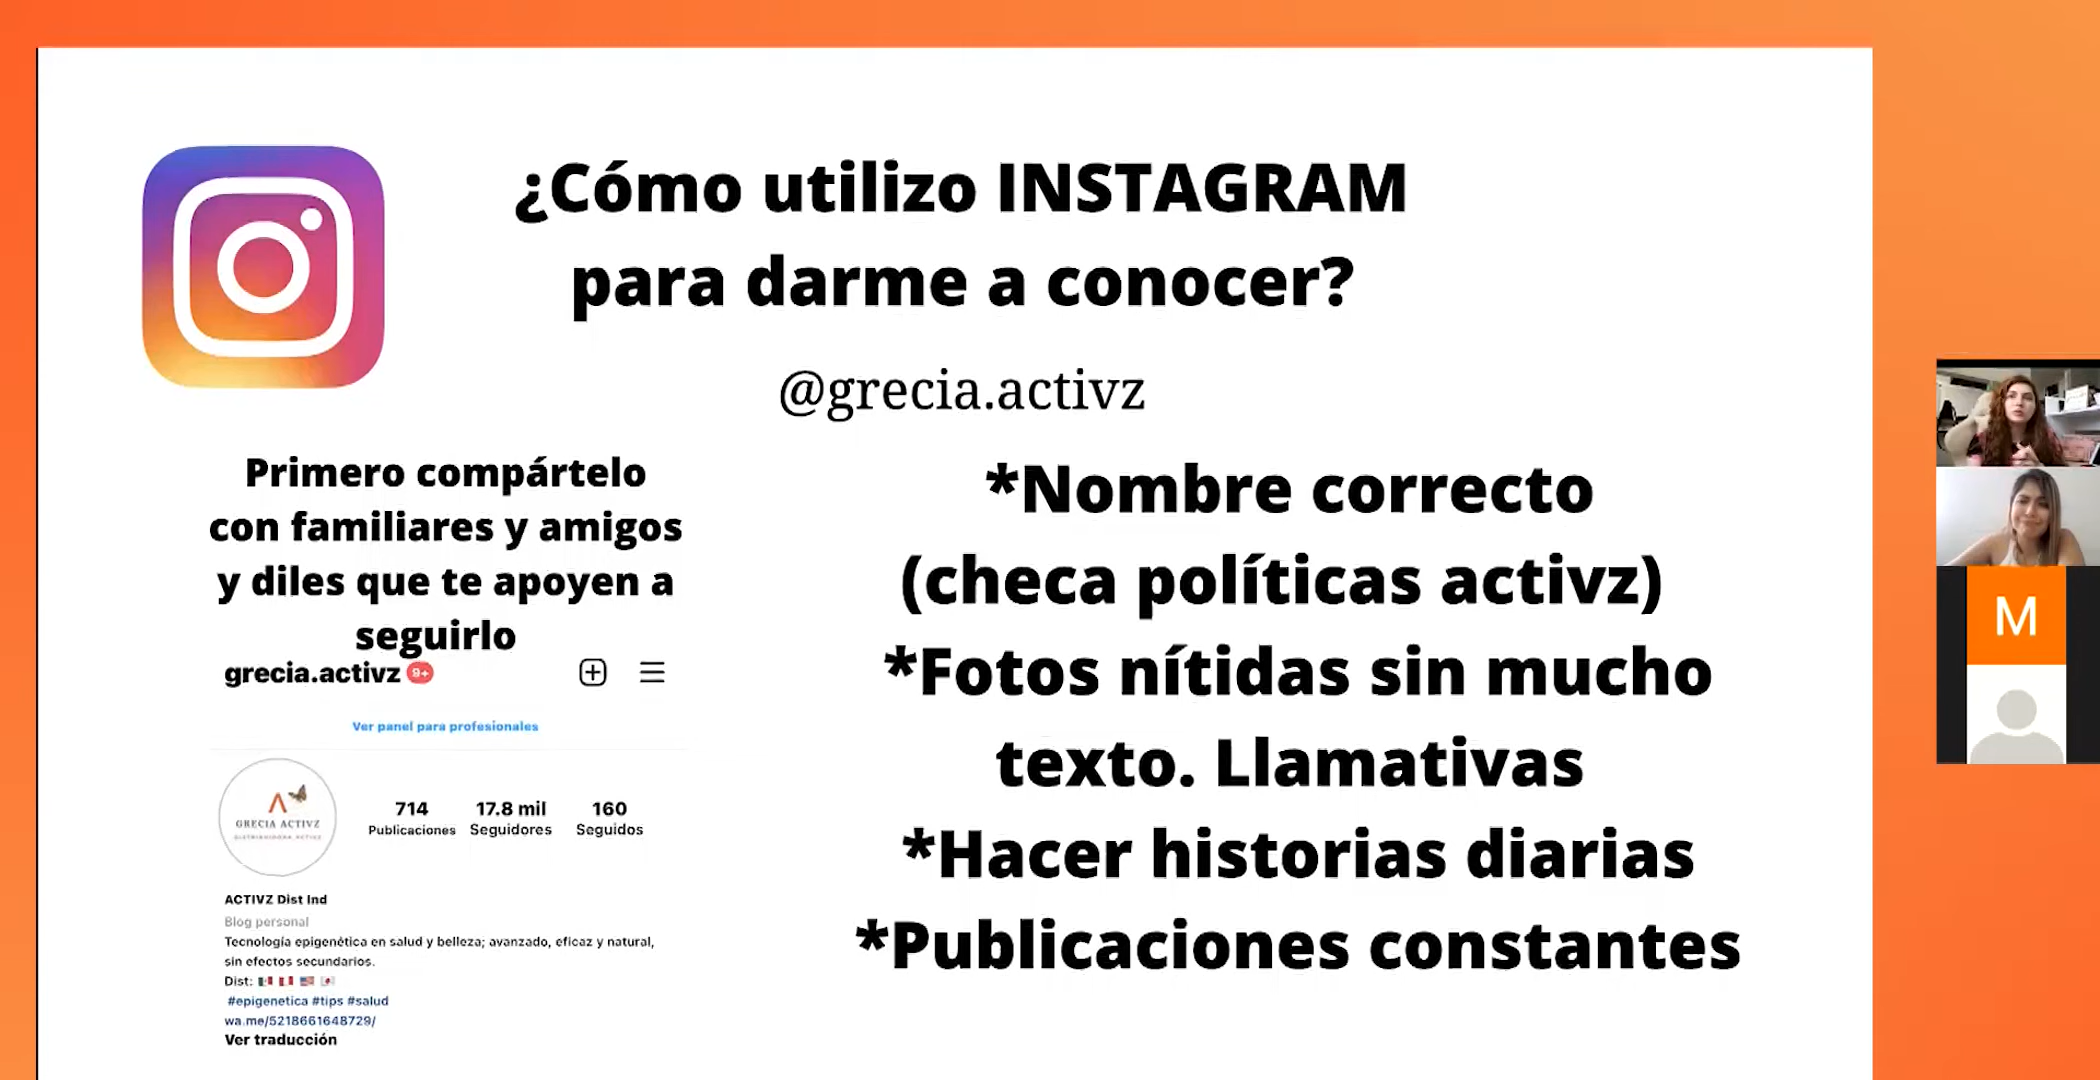 ¿Cómo utilizo INSTAGRAM
para darme a conocer?
@grecia.activz
Primero compártelo
con familiares y amigos
y diles que te apoyen a
seguirlo
grecia.activz 9+
Ver panel para profesionales
714 17.8 mil 160
Publicaciones Seguidores Seguidos
GRECIA ACTIVZ
ACTIVZ Dist Ind
Blog personal
Tecnología epigenética en salud y belleza; avanzado, eficaz y natural,
sin efectos secundarios.
Dist:
#epigenetica #tips #salud
wa.me/5218661648729/
Ver traducción
*Nombre correcto
(checa políticas activz)
*Fotos nítidas sin mucho
texto. Llamativas
*Hacer historias diarias
*Publicaciones constantes
M